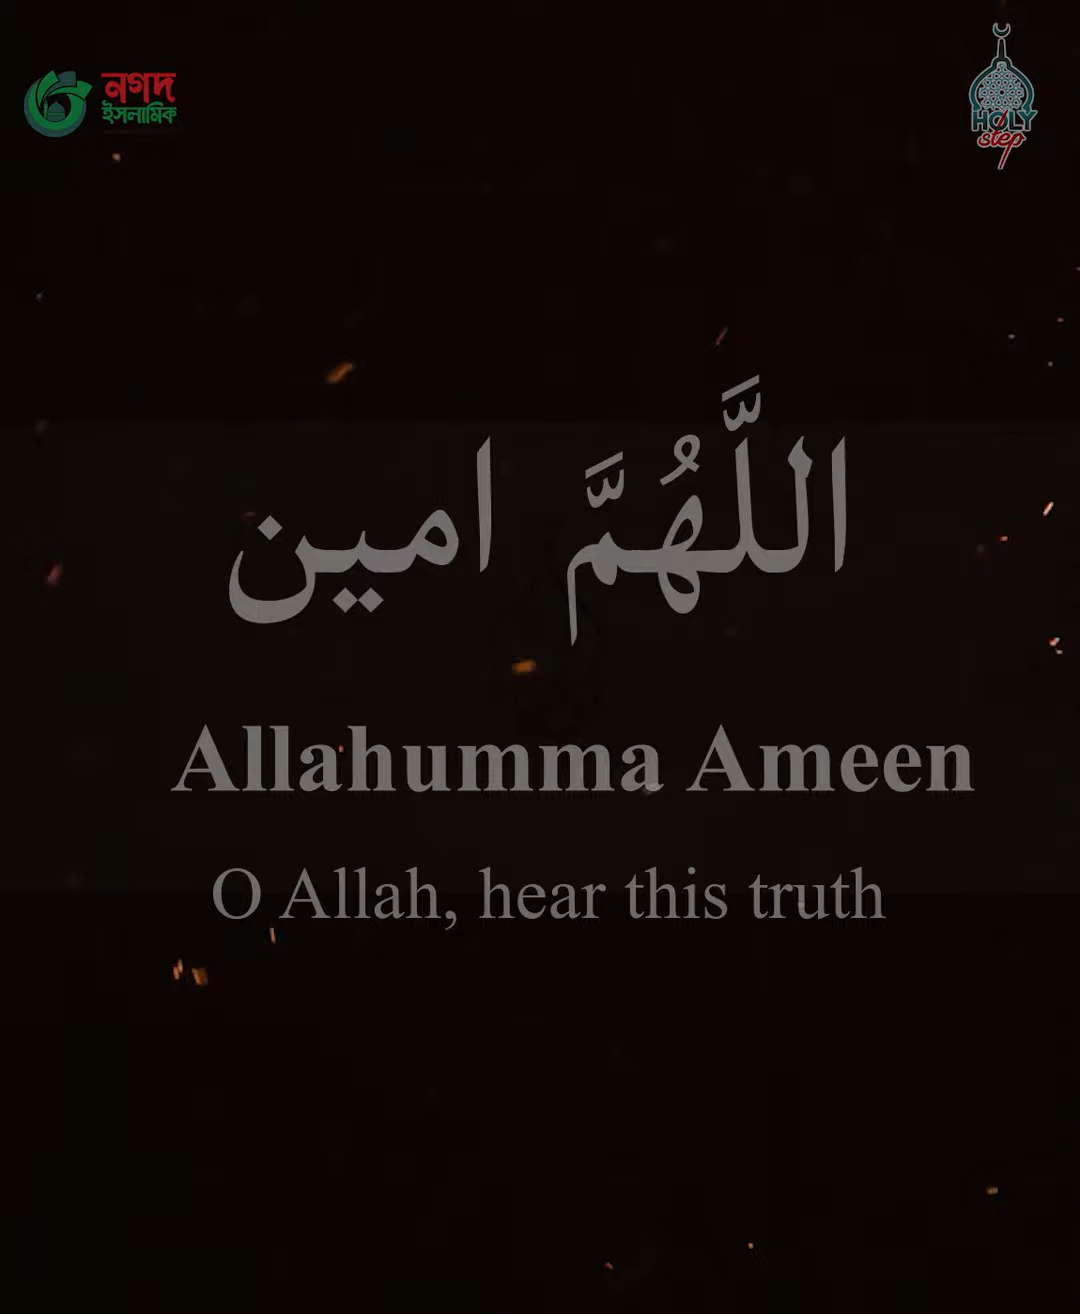 নগদ
ইসলামিক
HOLY
step
اللَّهُمَّ امين
Allahumma Ameen
O Allah, hear this truth